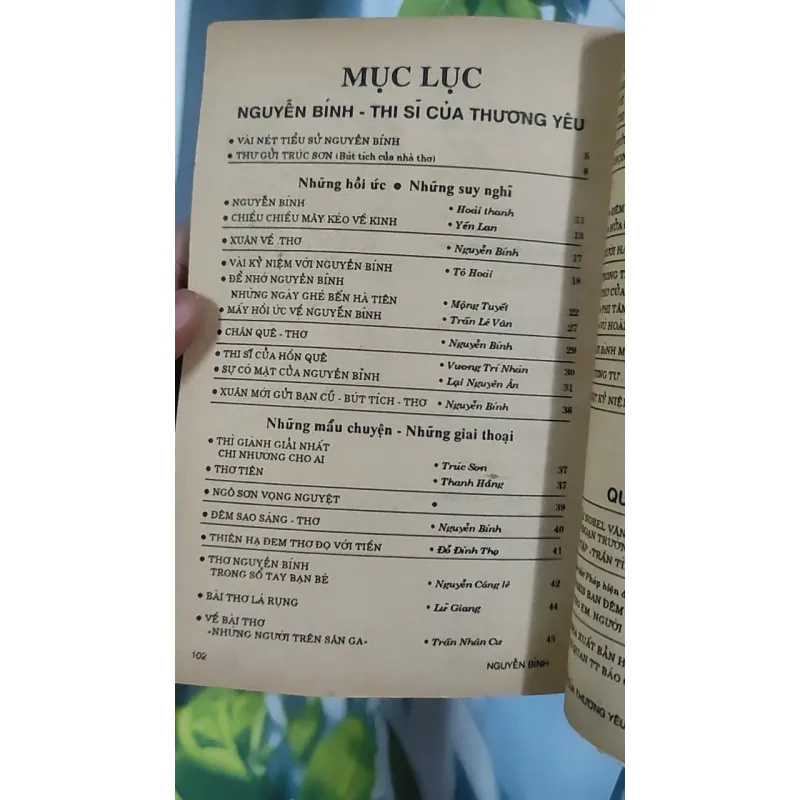 MỤC LỤC
NGUYỄN BÍNH - THI SĨ CỦA THƯƠNG YÊU
• VÀI NÉT TIỂU SỬ NGUYỄN BÍNH
• THƯ GỬI TRÚC SƠN (Bút tích của nhà thơ) 8
Những hồi ức • Những suy nghĩ
• NGUYỄN BÍNH • Hoài thanh 11
• CHIỀU CHIỀU MÂY KÉO VỀ KINH • Yến Lan 13
• XUÂN VỀ THƠ • Nguyễn Bính 17
• VÀI KỶ NIỆM VỚI NGUYỄN BÍNH • Tô Hoài 18
• ĐỂ NHỚ NGUYỄN BÍNH
NHỮNG NGÀY GHÉ BẾN HÀ TIÊN • Mộng Tuyết 22
• MẤY HỒI ỨC VỀ NGUYỄN BÍNH • Trần Lê Văn 27
• CHÂN QUÊ - THƠ • Nguyễn Bính 29
• THI SĨ CỦA HỒN QUÊ • Vương Trí Nhàn 30
• SỰ CÓ MẶT CỦA NGUYỄN BÍNH • Lại Nguyên Ân 31
• XUÂN MỚI GỬI BẠN CŨ - BÚT TÍCH - THƠ • Nguyễn Bính 36
Những mẩu chuyện - Những giai thoại
• THÌ GIÀNH GIẢI NHẤT
CHI NHƯỜNG CHO AI • Trúc Sơn 37
• THƠ TIÊN • Thanh Hằng 37
• NGÔ SƠN VỌNG NGUYỆT • 39
• ĐÊM SAO SÁNG - THƠ • Nguyễn Bính 40
• THIÊN HẠ ĐEM THƠ ĐỌ VỚI TIỀN • Đỗ Đình Thọ 41
• THƠ NGUYỄN BÍNH
TRONG SỔ TAY BẠN BÈ • Nguyễn Công lê 42
• BÀI THƠ LÁ RỤNG • Lữ Giang 44
• VỀ BÀI THƠ
«NHỮNG NGƯỜI TRÊN SÂN GA» • Trần Nhân Cư 49
102 NGUYỄN BÍNH